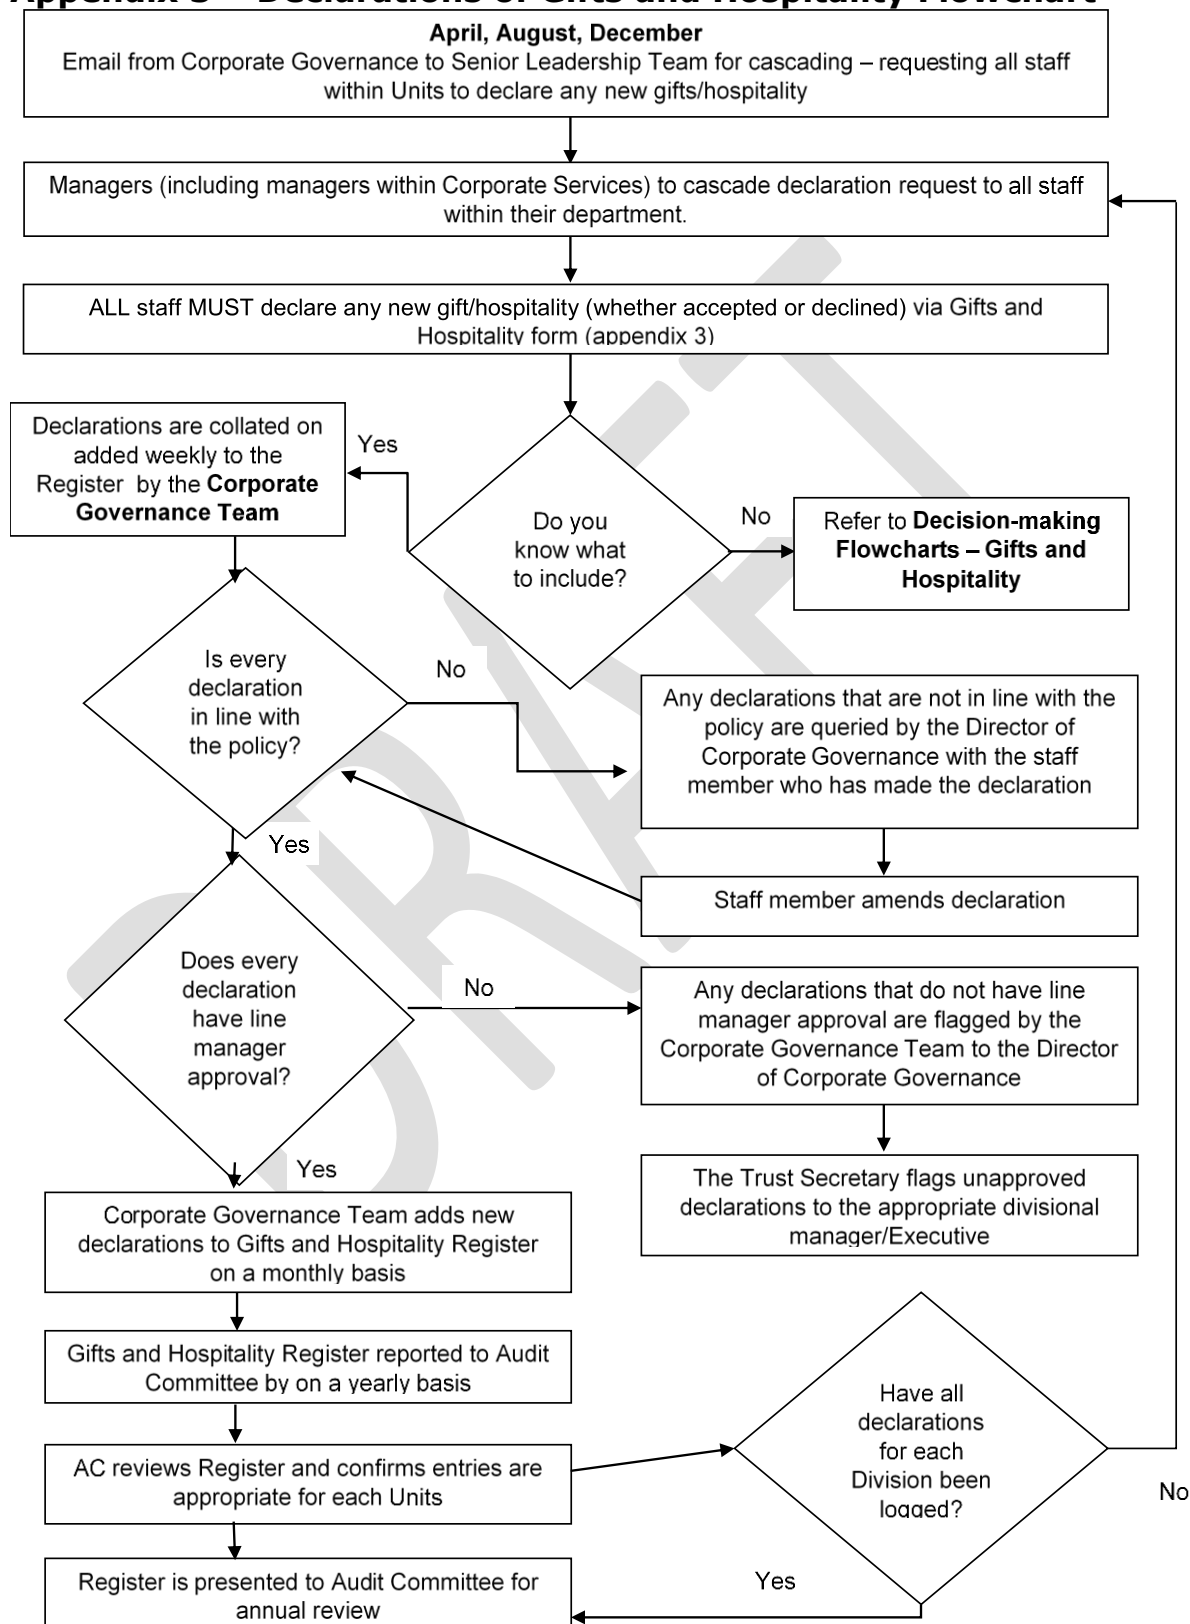 Appendix 5 – Declarations of Gifts and Hospitality Flowchart
April, August, December
Email from Corporate Governance to Senior Leadership Team for cascading – requesting all staff
within Units to declare any new gifts/hospitality
Managers (including managers within Corporate Services) to cascade declaration request to all staff
within their department.
ALL staff MUST declare any new gift/hospitality (whether accepted or declined) via Gifts and
Hospitality form (appendix 3)
Declarations are collated on
added weekly to the
Register by the Corporate
Governance Team
Yes
Do you
know what
to include?
No
Refer to Decision-making
Flowcharts – Gifts and
Hospitality
Is every
declaration
in line with
the policy?
No
Any declarations that are not in line with the
policy are queried by the Director of
Corporate Governance with the staff
member who has made the declaration
Yes
Staff member amends declaration
Does every
declaration
have line
manager
approval?
No
Any declarations that do not have line
manager approval are flagged by the
Corporate Governance Team to the Director
of Corporate Governance
Yes
The Trust Secretary flags unapproved
declarations to the appropriate divisional
manager/Executive
Corporate Governance Team adds new
declarations to Gifts and Hospitality Register
on a monthly basis
Gifts and Hospitality Register reported to Audit
Committee by on a yearly basis
AC reviews Register and confirms entries are
appropriate for each Units
Have all
declarations
for each
Division been
logged?
No
Yes
Register is presented to Audit Committee for
annual review
DRAFT